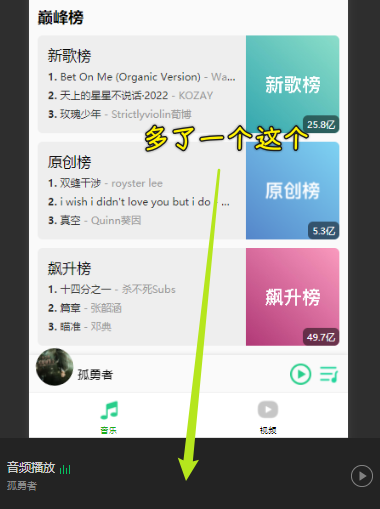 巅峰榜
新歌榜
1. Bet On Me (Organic Version) - Wa...
2. 天上的星星不说话·2022 - KOZAY
3. 玫瑰少年 - Strictlyviolin荀博
新歌榜
25.8亿
多了一个这个
原创榜
1. 双缝干涉 - royster lee
2. i wish i didn't love you but i do - ...
3. 真空 - Quinn葵因
原创榜
5.3亿
飙升榜
1. 十四分之一 - 杀不死Subs
2. 篇章 - 张韶涵
3. 瞄准 - 邓典
飙升榜
49.7亿
孤勇者
音乐
视频
音频播放
孤勇者